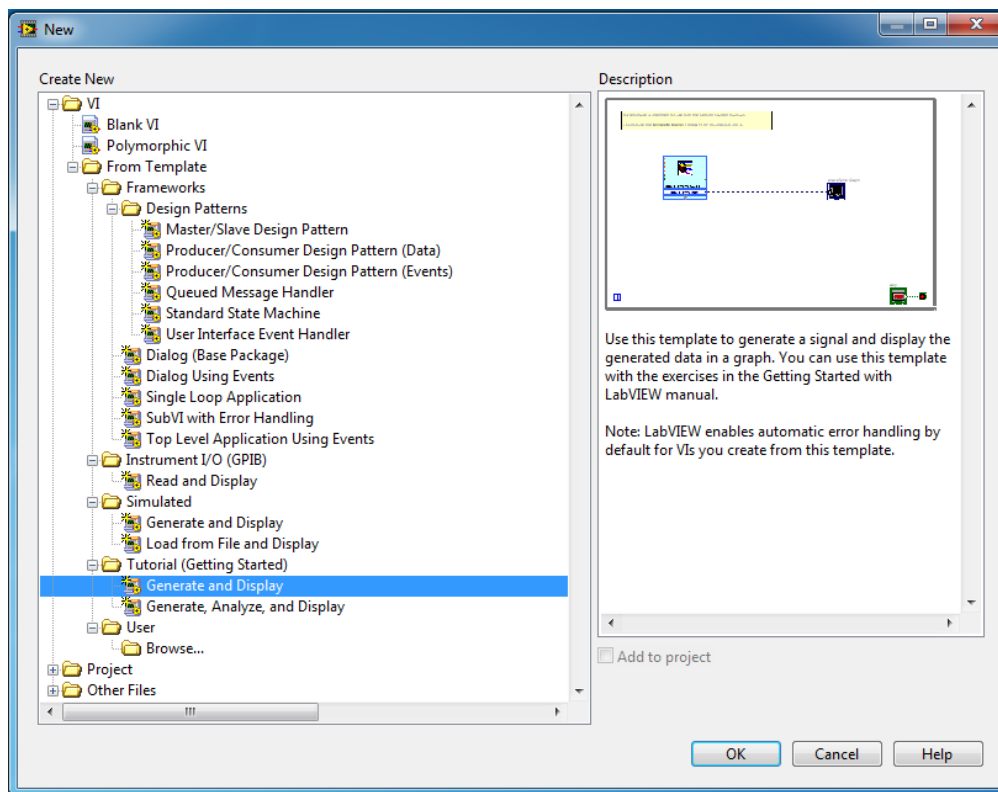 New
Create New
VI
Blank VI
Polymorphic VI
From Template
Frameworks
Design Patterns
Master/Slave Design Pattern
Producer/Consumer Design Pattern (Data)
Producer/Consumer Design Pattern (Events)
Queued Message Handler
Standard State Machine
User Interface Event Handler
Dialog (Base Package)
Dialog Using Events
Single Loop Application
SubVI with Error Handling
Top Level Application Using Events
Instrument I/O (GPIB)
Read and Display
Simulated
Generate and Display
Load from File and Display
Tutorial (Getting Started)
Generate and Display
Generate, Analyze, and Display
User
Browse...
Project
Other Files
Description
Use this template to generate a signal and display the
generated data in a graph. You can use this template
with the exercises in the Getting Started with
LabVIEW manual.
Note: LabVIEW enables automatic error handling by
default for VIs you create from this template.
Add to project
OK
Cancel
Help